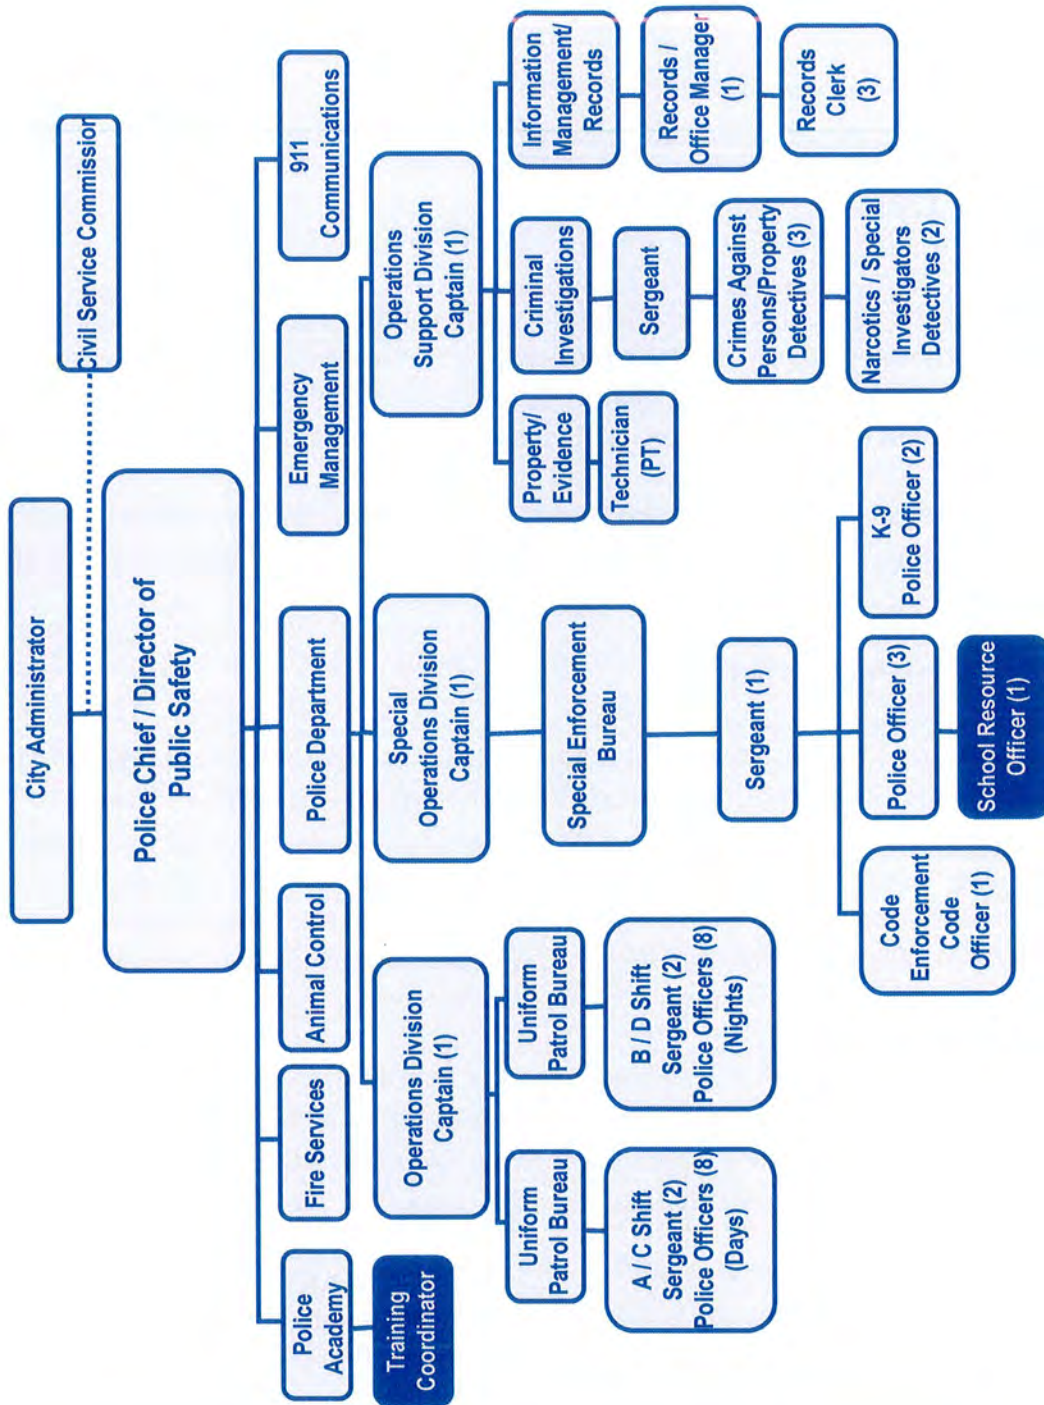 City Administrator
Civil Service Commission
Police Chief / Director of
Public Safety
Police
Academy
Fire Services
Animal Control
Police Department
Emergency
Management
911
Communications
Training
Coordinator
Operations Division
Captain (1)
Special
Operations Division
Captain (1)
Operations
Support Division
Captain (1)
Uniform
Patrol Bureau
Uniform
Patrol Bureau
A / C Shift
Sergeant (2)
Police Officers (8)
(Days)
B / D Shift
Sergeant (2)
Police Officers (8)
(Nights)
Special Enforcement
Bureau
Sergeant (1)
Code
Enforcement
Code
Officer (1)
Police Officer (3)
K-9
Police Officer (2)
School Resource
Officer (1)
Property/
Evidence
Technician
(PT)
Criminal
Investigations
Sergeant
Crimes Against
Persons/Property
Detectives (3)
Narcotics / Special
Investigators
Detectives (2)
Information
Management/
Records
Records /
Office Manager
(1)
Records
Clerk
(3)